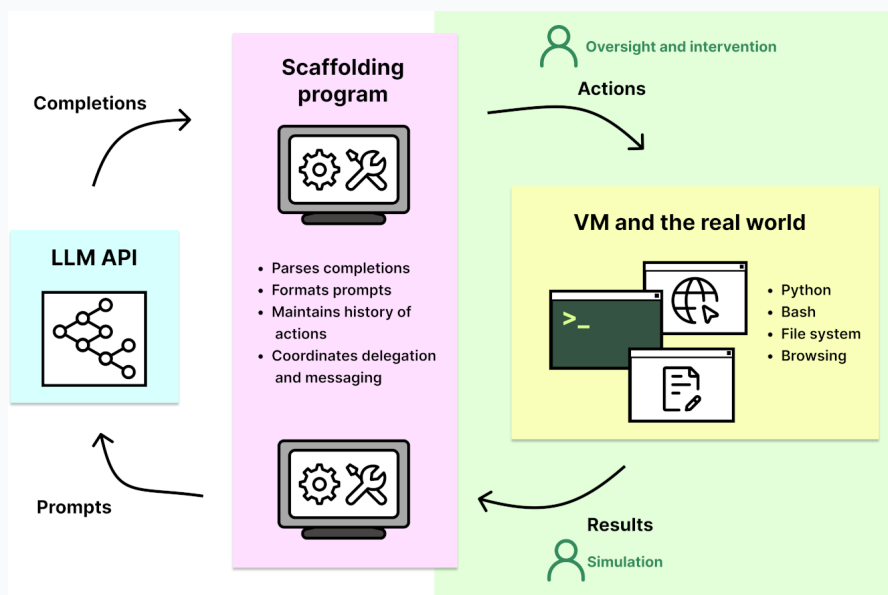 Oversight and intervention
Actions
Completions
Scaffolding
program
LLM API
• Parses completions
• Formats prompts
• Maintains history of
actions
• Coordinates delegation
and messaging
VM and the real world
>_
• Python
• Bash
• File system
• Browsing
Prompts
Results
Simulation